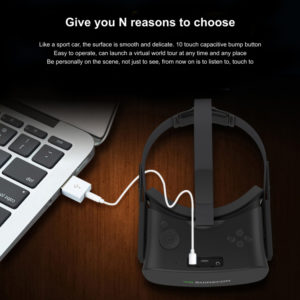 Give you N reasons to choose
Like a sport car, the surface is smooth and delicate. 10 touch capacitive bump button
Easy to operate, can launch a virtual world tour at any time and any place
Be personally on the scene, not just to see, from now on is to listen to, touch to